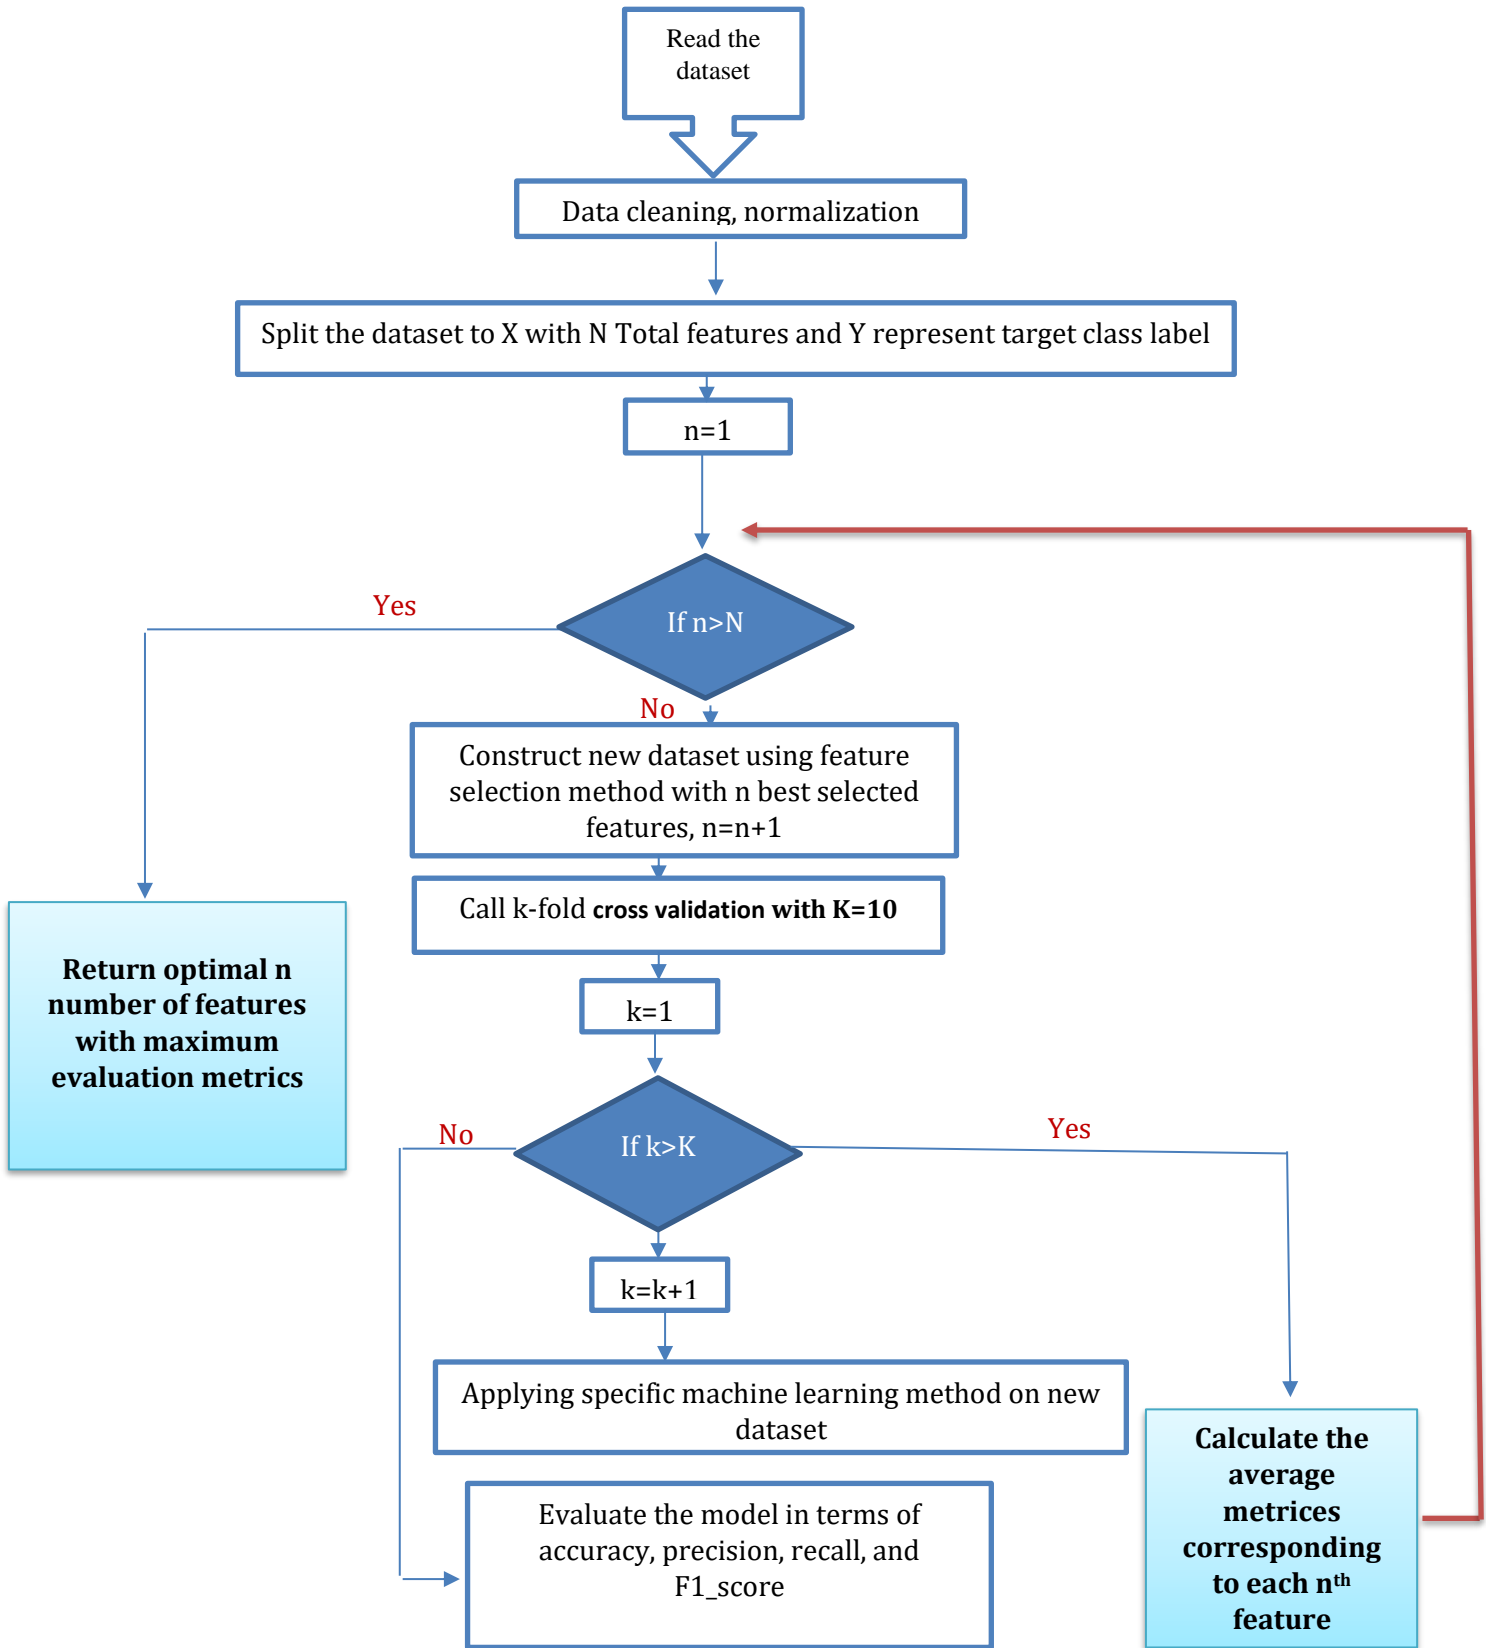 Read the
dataset
Data cleaning, normalization
Split the dataset to X with N Total features and Y represent target class label
n=1
If n>N
Yes
No
Construct new dataset using feature
selection method with n best selected
features, n=n+1
Call k-fold cross validation with K=10
Return optimal n
number of features
with maximum
evaluation metrics
k=1
If k>K
No
Yes
k=k+1
Applying specific machine learning method on new
dataset
Evaluate the model in terms of
accuracy, precision, recall, and
F1_score
Calculate the
average
metrices
corresponding
to each nth
feature